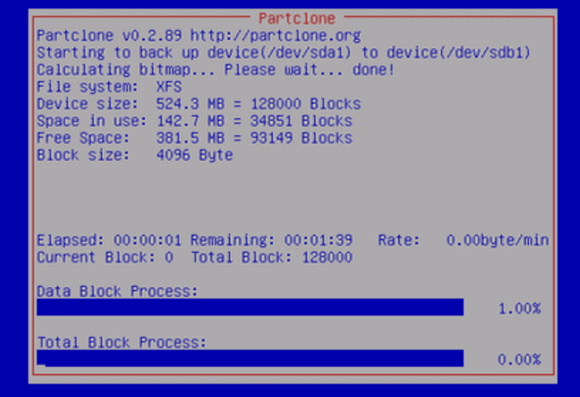 Partclone
Partclone v0.2.89 http://partclone.org
Starting to back up device(/dev/sda1) to device(/dev/sdb1)
Calculating bitmap... Please wait... done!
File system: XFS
Device size: 524.3 MB = 128000 Blocks
Space in use: 142.7 MB = 34851 Blocks
Free Space: 381.5 MB = 93149 Blocks
Block size: 4096 Byte
Elapsed: 00:00:01 Remaining: 00:01:39 Rate: 0.00byte/min
Current Block: 0 Total Block: 128000
Data Block Process:
1.00%
Total Block Process:
0.00%